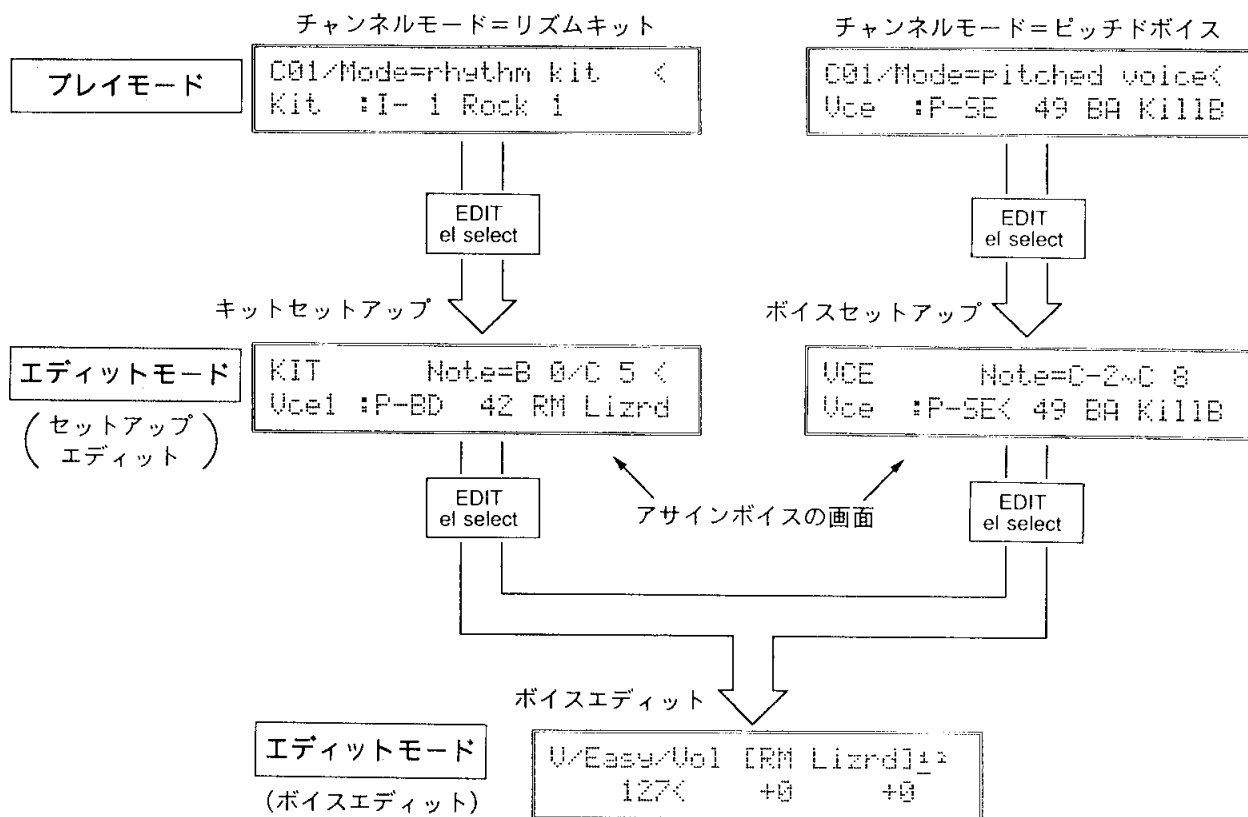 チャンネルモード＝リズムキット
チャンネルモード＝ピッチドボイス
プレイモード
C01/Mode=rhythm kit <
Kit :I- 1 Rock 1
C01/Mode=pitched voice<
Vce :P-SE 49 BA KillB
EDIT
el select
EDIT
el select
キットセットアップ
ボイスセットアップ
エディットモード
(セットアップ
エディット)
KIT Note=B 0/C 5 <
Vce1 :P-BD 42 RM Lizrd
VCE Note=C-2~C 8
Vce :P-SE< 49 BA KillB
EDIT
el select
アサインボイスの画面
EDIT
el select
ボイスエディット
エディットモード
(ボイスエディット)
V/Easy/Vol [RM Lizrd]12
127< +0 +0